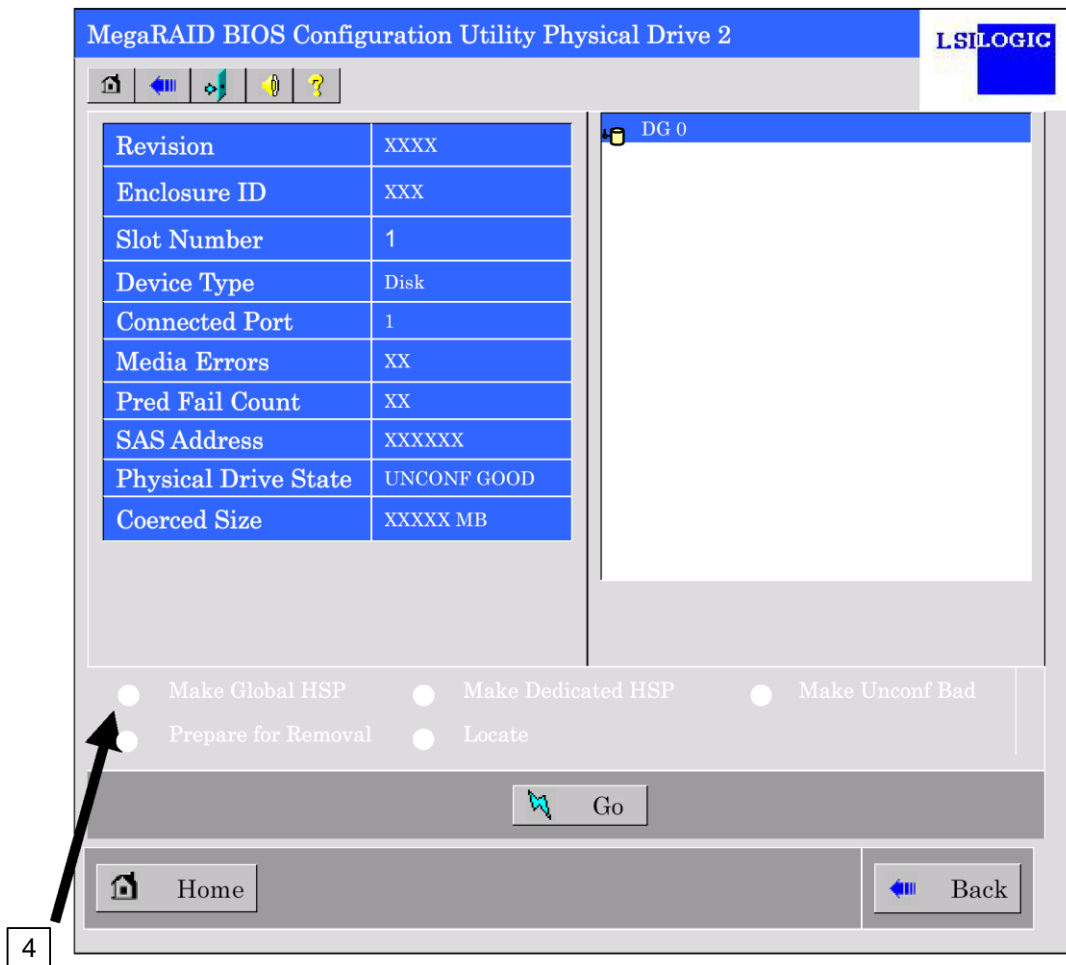 MegaRAID BIOS Configuration Utility Physical Drive 2
LSI LOGIC
Revision XXXX
Enclosure ID XXX
Slot Number 1
Device Type Disk
Connected Port 1
Media Errors XX
Pred Fail Count XX
SAS Address XXXXXX
Physical Drive State UNCONF GOOD
Coerced Size XXXXX MB
DG 0
Make Global HSP Make Dedicated HSP Make Unconf Bad
Prepare for Removal Locate
Go
Home Back
4